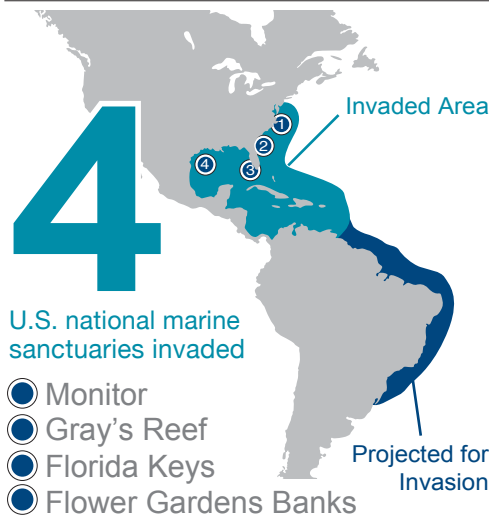 4
U.S. national marine
sanctuaries invaded
Invaded Area
1
2
3
4
Monitor
Gray's Reef
Florida Keys
Flower Gardens Banks
Projected for
Invasion